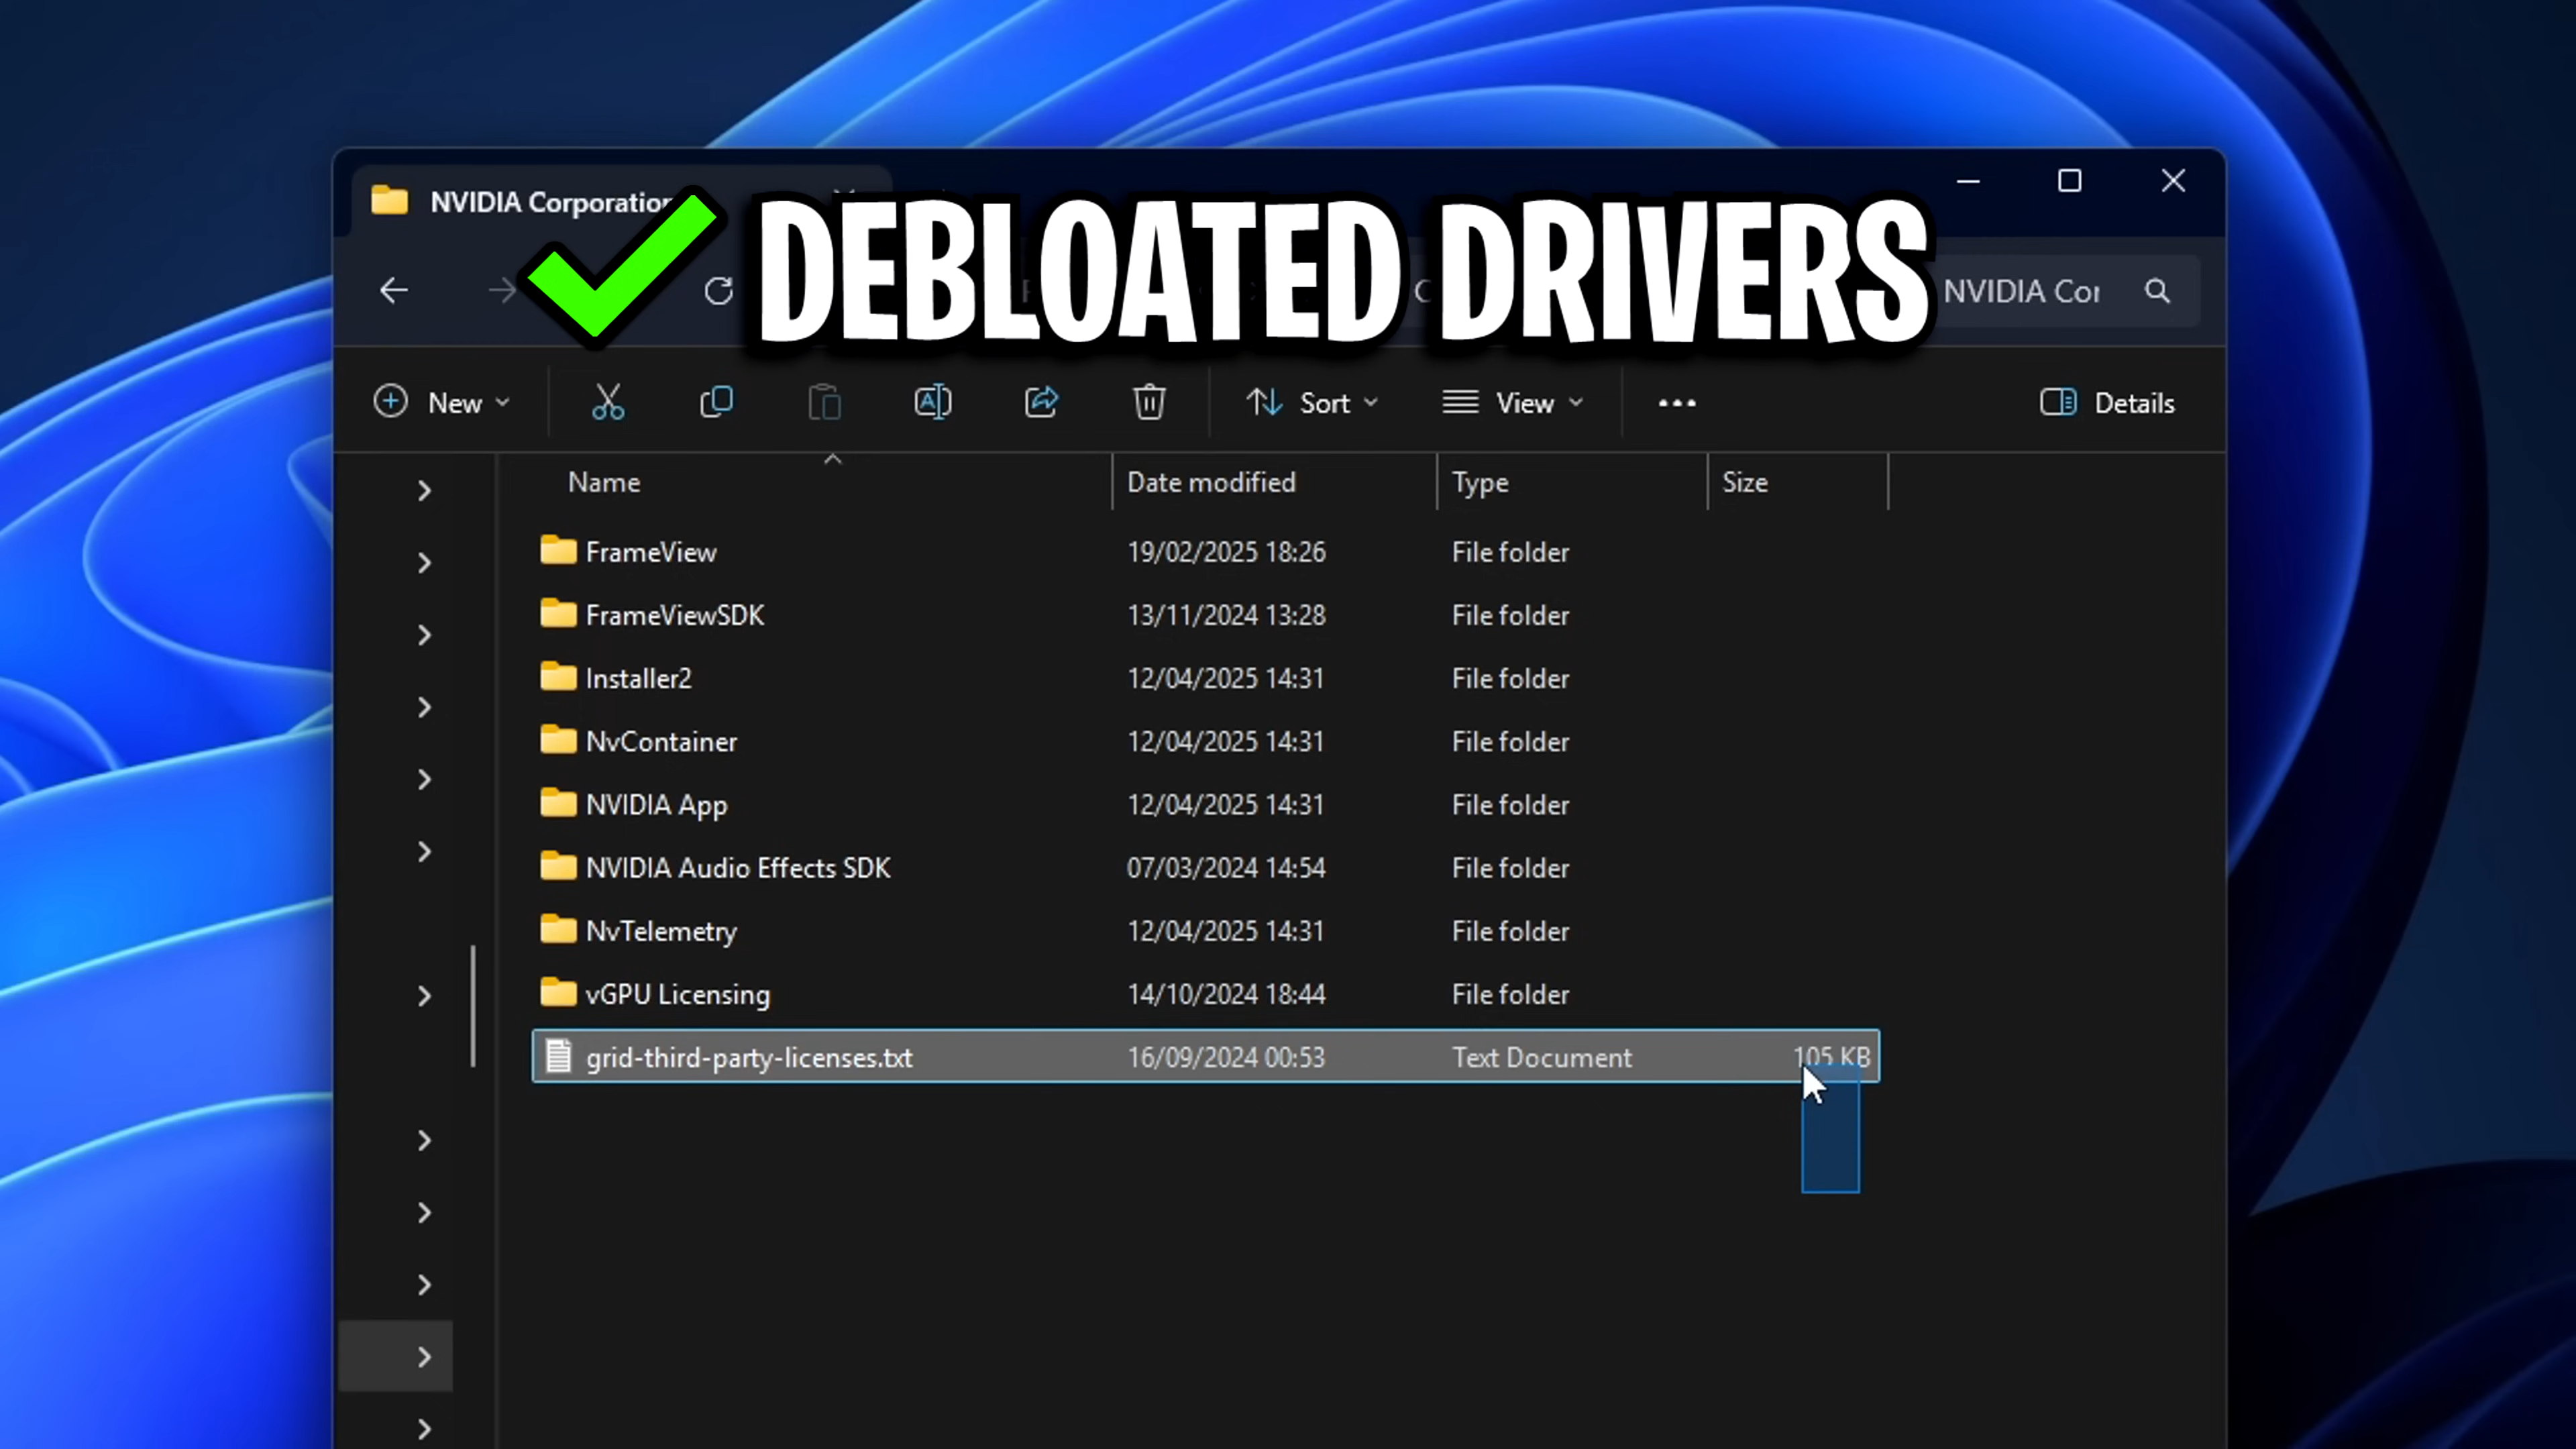 NVIDIA Corporation
DEBLOATED DRIVERS
NVIDIA Cor
New
Sort
View
Details
Name Date modified Type Size
FrameView 19/02/2025 18:26 File folder
FrameViewSDK 13/11/2024 13:28 File folder
Installer2 12/04/2025 14:31 File folder
NvContainer 12/04/2025 14:31 File folder
NVIDIA App 12/04/2025 14:31 File folder
NVIDIA Audio Effects SDK 07/03/2024 14:54 File folder
NvTelemetry 12/04/2025 14:31 File folder
vGPU Licensing 14/10/2024 18:44 File folder
grid-third-party-licenses.txt 16/09/2024 00:53 Text Document 105 KB